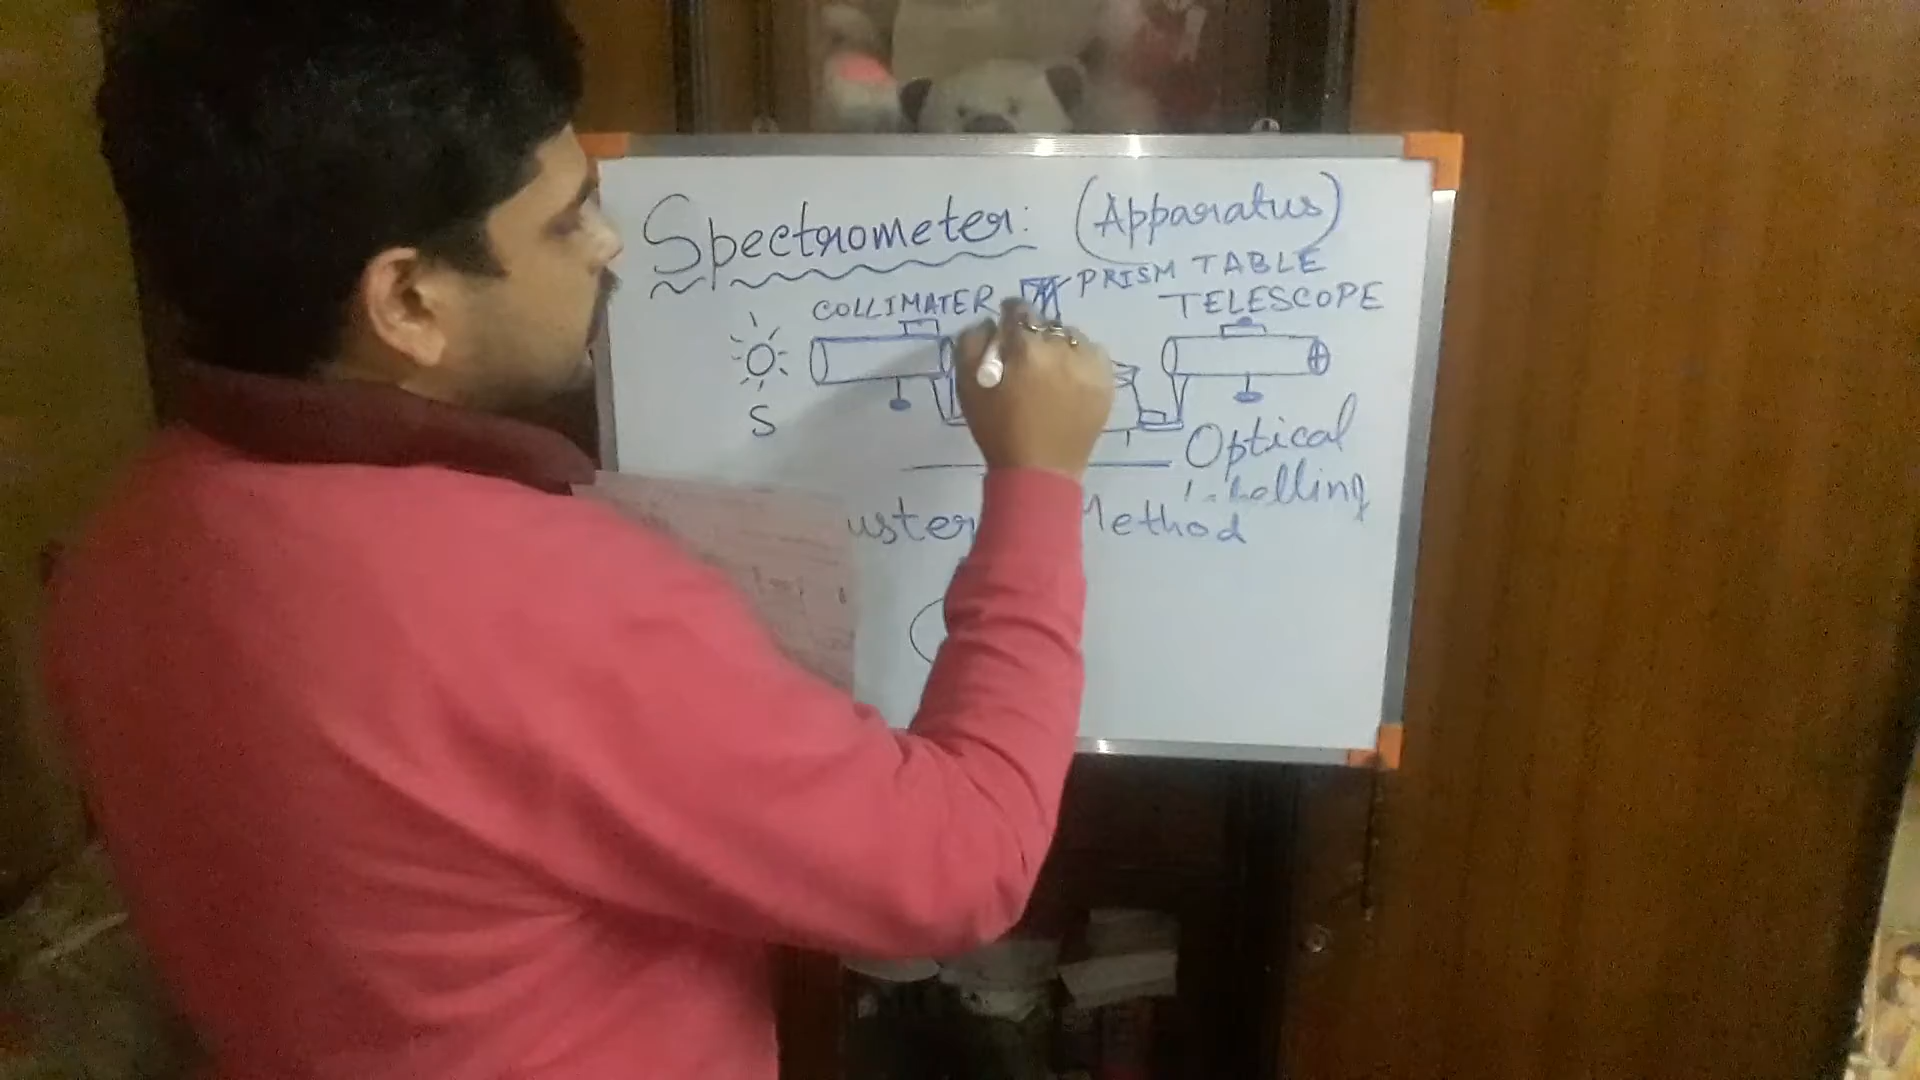 Spectrometer: (Apparatus)
PRISM TABLE
COLLIMATER
TELESCOPE
S
Optical
Method